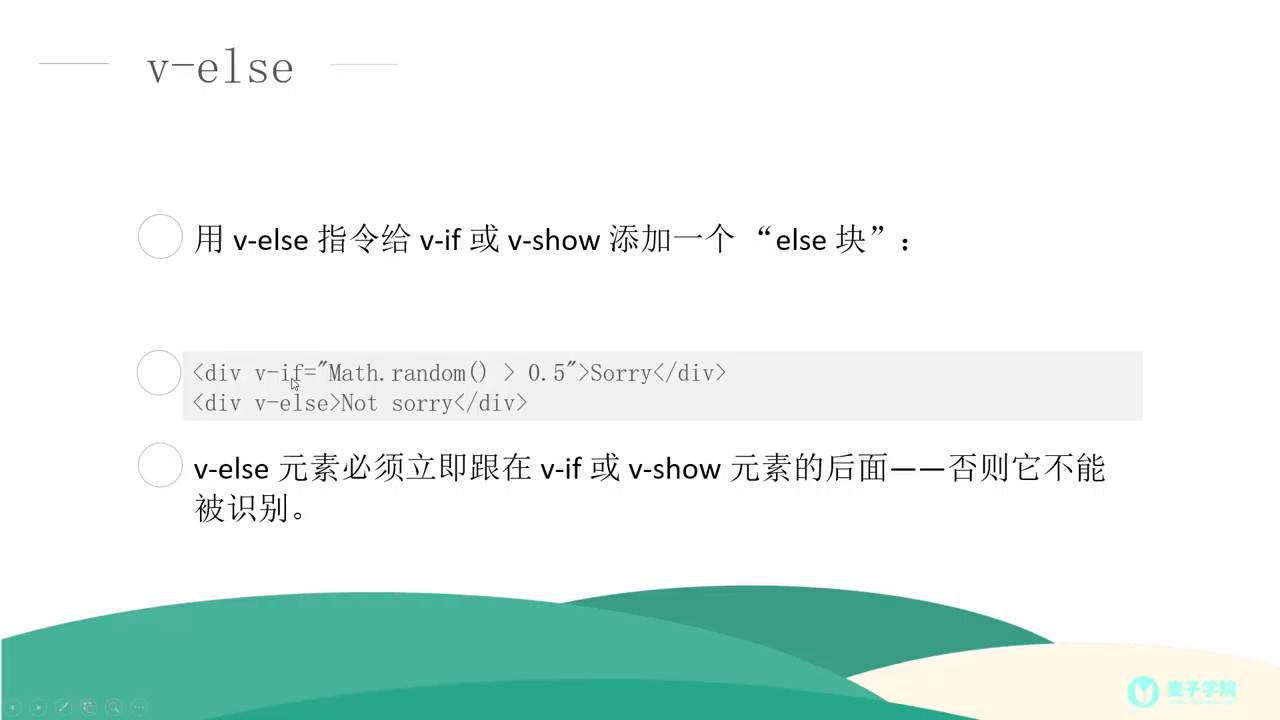 v-else
用 v-else 指令给 v-if 或 v-show 添加一个 “else 块”：
<div v-if="Math.random() > 0.5">Sorry</div>
<div v-else>Not sorry</div>
v-else 元素必须立即跟在 v-if 或 v-show 元素的后面——否则它不能
被识别。
麦子学院